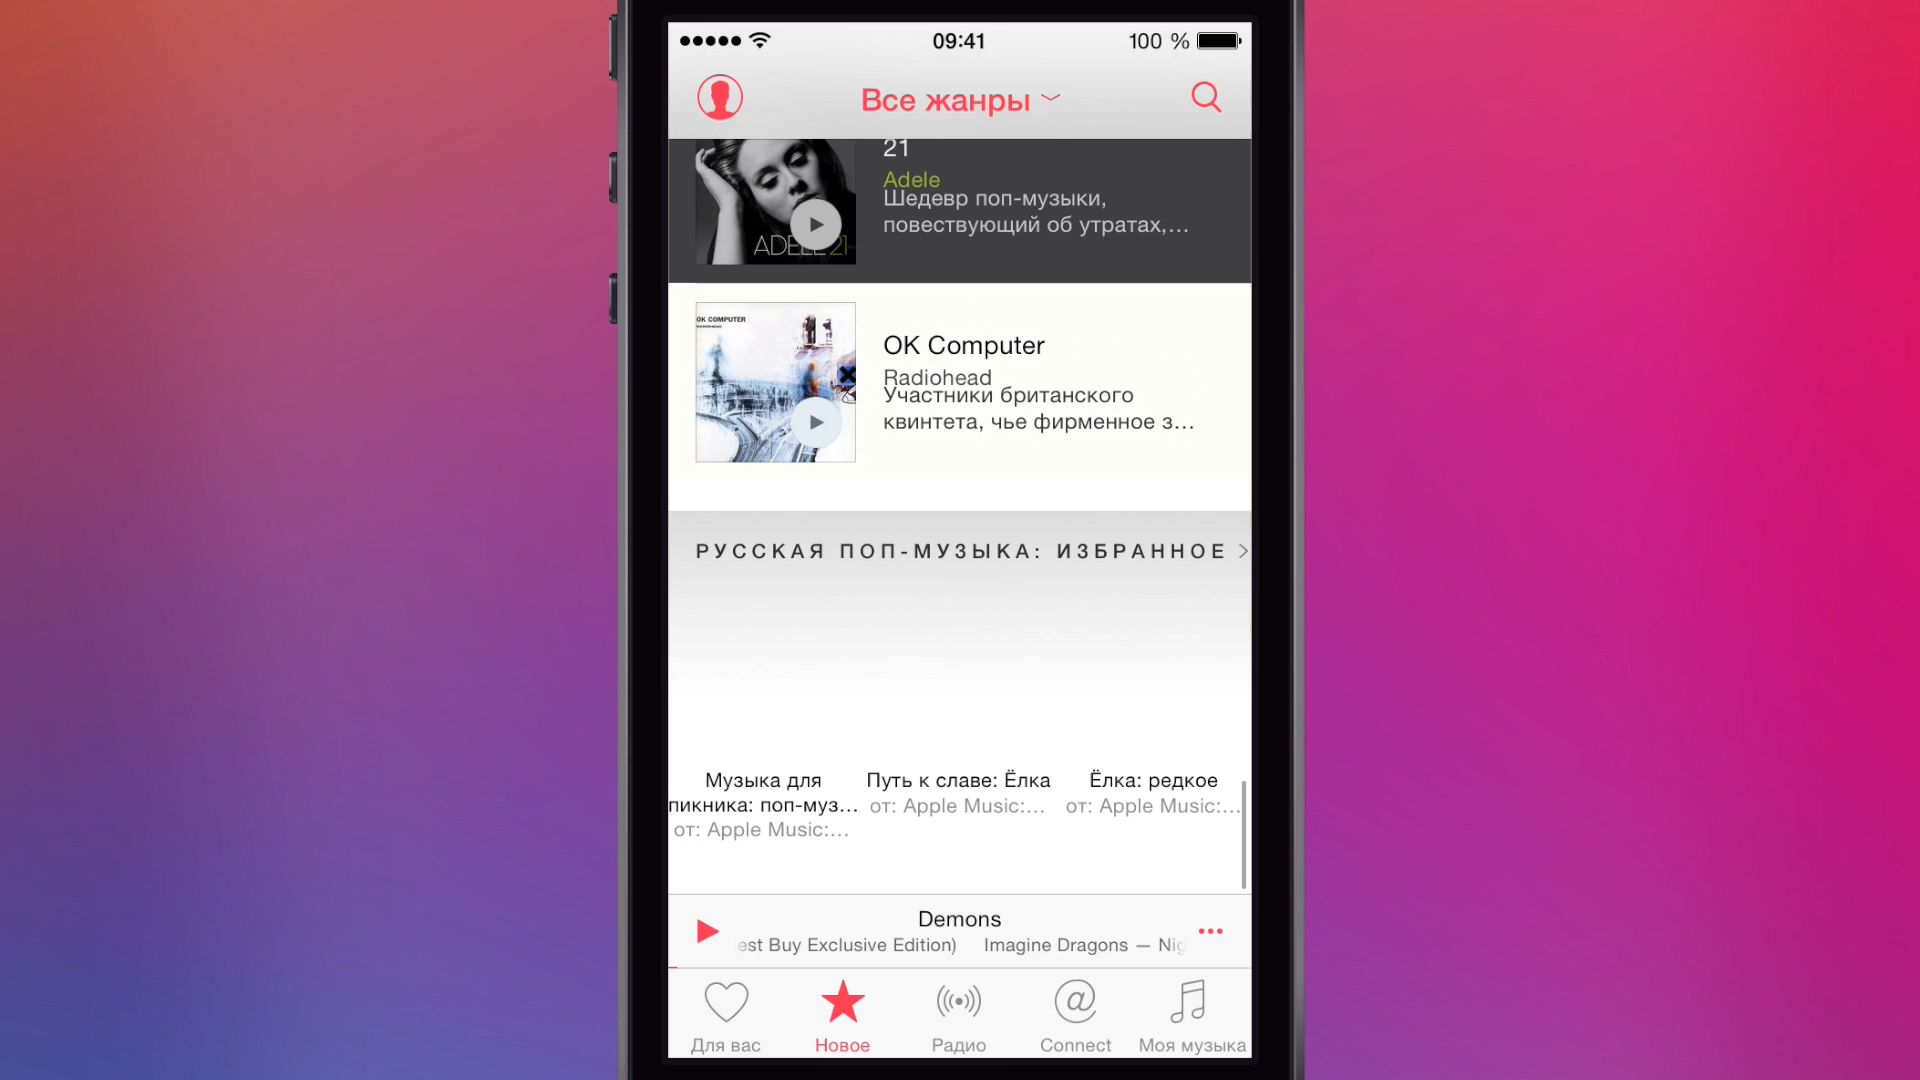 09:41
100 %
Все жанры
21
Adele
Шедевр поп-музыки,
повествующий об утратах,...
ADELE 21
OK COMPUTER
RADIOHEAD
OK Computer
Radiohead
Участники британского
квинтета, чье фирменное з...
РУССКАЯ ПОП-МУЗЫКА: ИЗБРАННОЕ
Музыка для
пикника: поп-муз...
от: Apple Music:...
Путь к славе: Ёлка
от: Apple Music:...
Ёлка: редкое
от: Apple Music:...
Demons
est Buy Exclusive Edition) Imagine Dragons — Nig
Для вас
Новое
Радио
Connect
Моя музыка